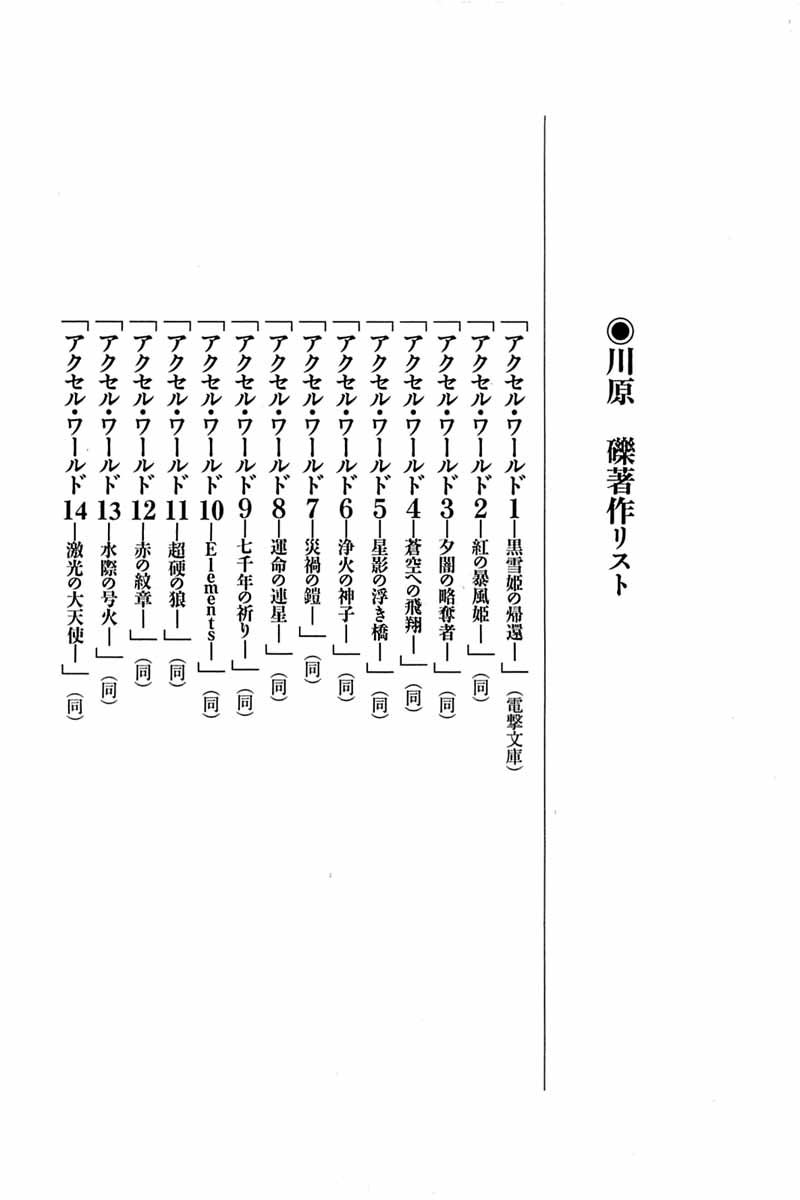 ◉川原 礫著作リスト
「アクセル・ワールド1―黒雪姫の帰還―」(電撃文庫)
「アクセル・ワールド2―紅の暴風姫―」(同)
「アクセル・ワールド3―夕闇の略奪者―」(同)
「アクセル・ワールド4―蒼空への飛翔―」(同)
「アクセル・ワールド5―星影の浮き橋―」(同)
「アクセル・ワールド6―浄火の神子―」(同)
「アクセル・ワールド7―災禍の鎧―」(同)
「アクセル・ワールド8―運命の連星―」(同)
「アクセル・ワールド9―七千年の祈り―」(同)
「アクセル・ワールド10―Elements―」(同)
「アクセル・ワールド11―超硬の狼―」(同)
「アクセル・ワールド12―赤の紋章―」(同)
「アクセル・ワールド13―水際の号火―」(同)
「アクセル・ワールド14―激光の大天使―」(同)